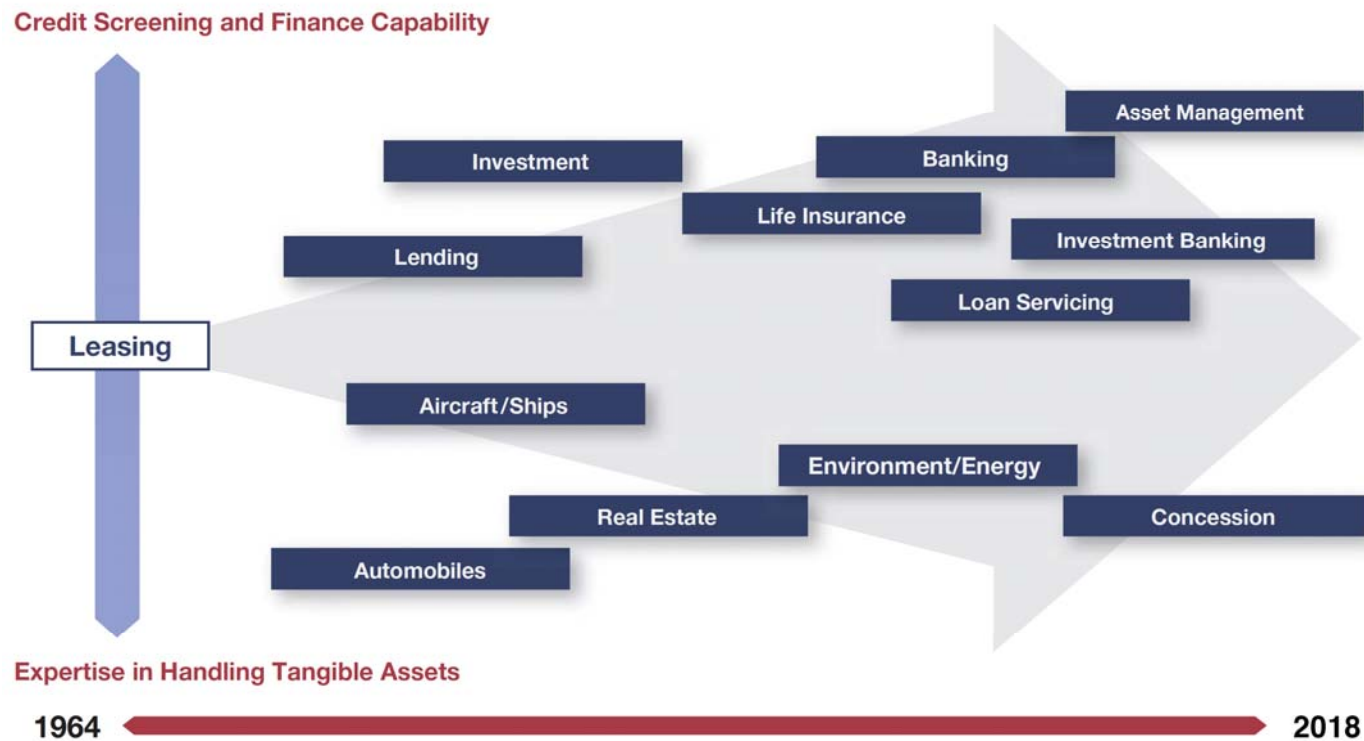 Credit Screening and Finance Capability
Asset Management
Investment
Banking
Life Insurance
Investment Banking
Lending
Loan Servicing
Leasing
Aircraft/Ships
Environment/Energy
Real Estate
Concession
Automobiles
Expertise in Handling Tangible Assets
1964
2018